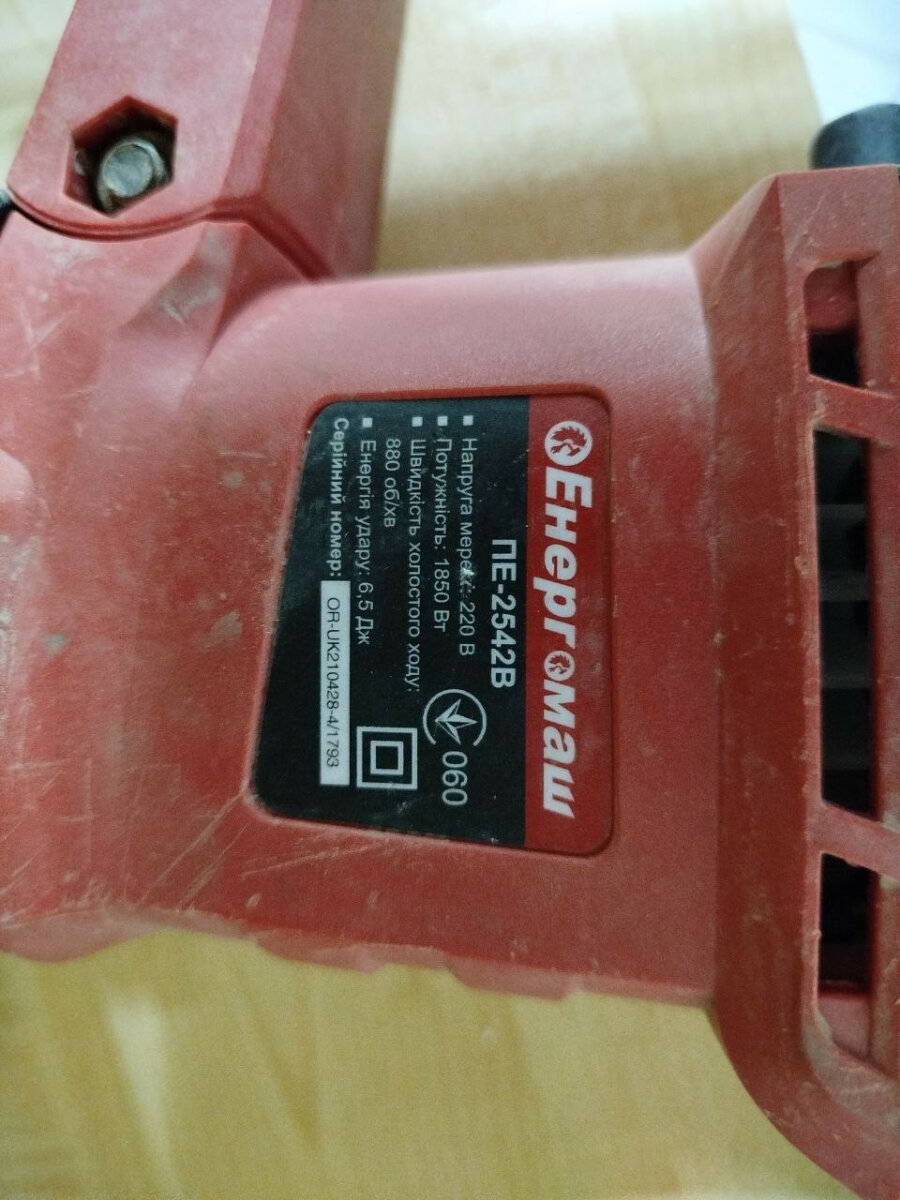 Енергомаш
ПЕ-2542В
Напруга мережі: 220 В
Потужність: 1850 Вт
Швидкість холостого ходу:
880 об/хв
Енергія удару: 6,5 Дж
Серійний номер: OR-UK210428-4/1793
060